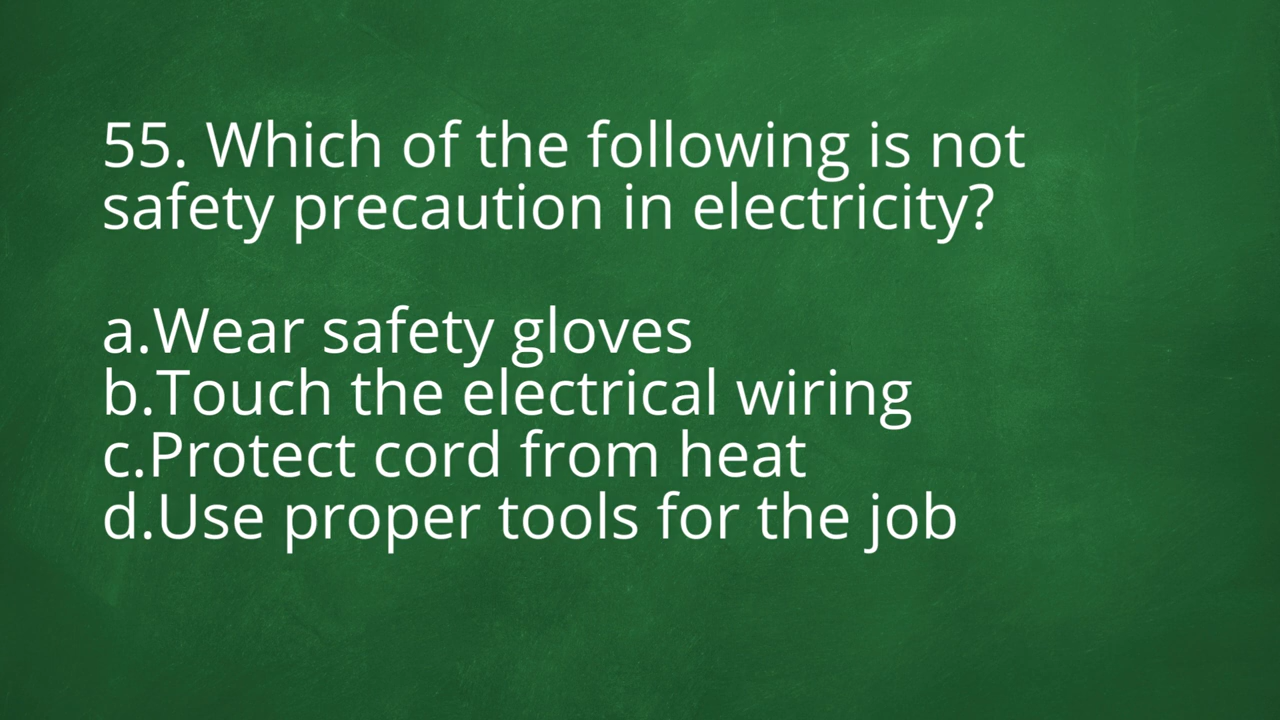 55. Which of the following is not
safety precaution in electricity?
a.Wear safety gloves
b.Touch the electrical wiring
c.Protect cord from heat
d.Use proper tools for the job